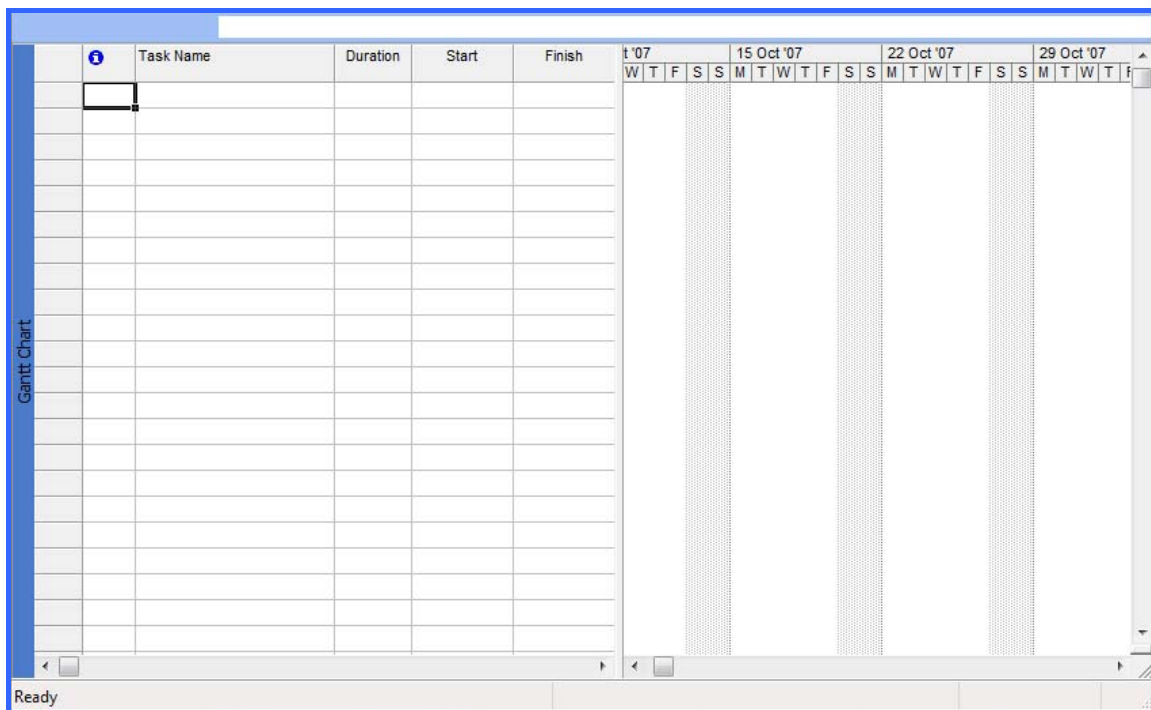 Task Name Duration Start Finish
t '07 15 Oct '07 22 Oct '07 29 Oct '07
W T F S S M T W T F S S M T W T F S S M T W T F
Gantt Chart
Ready